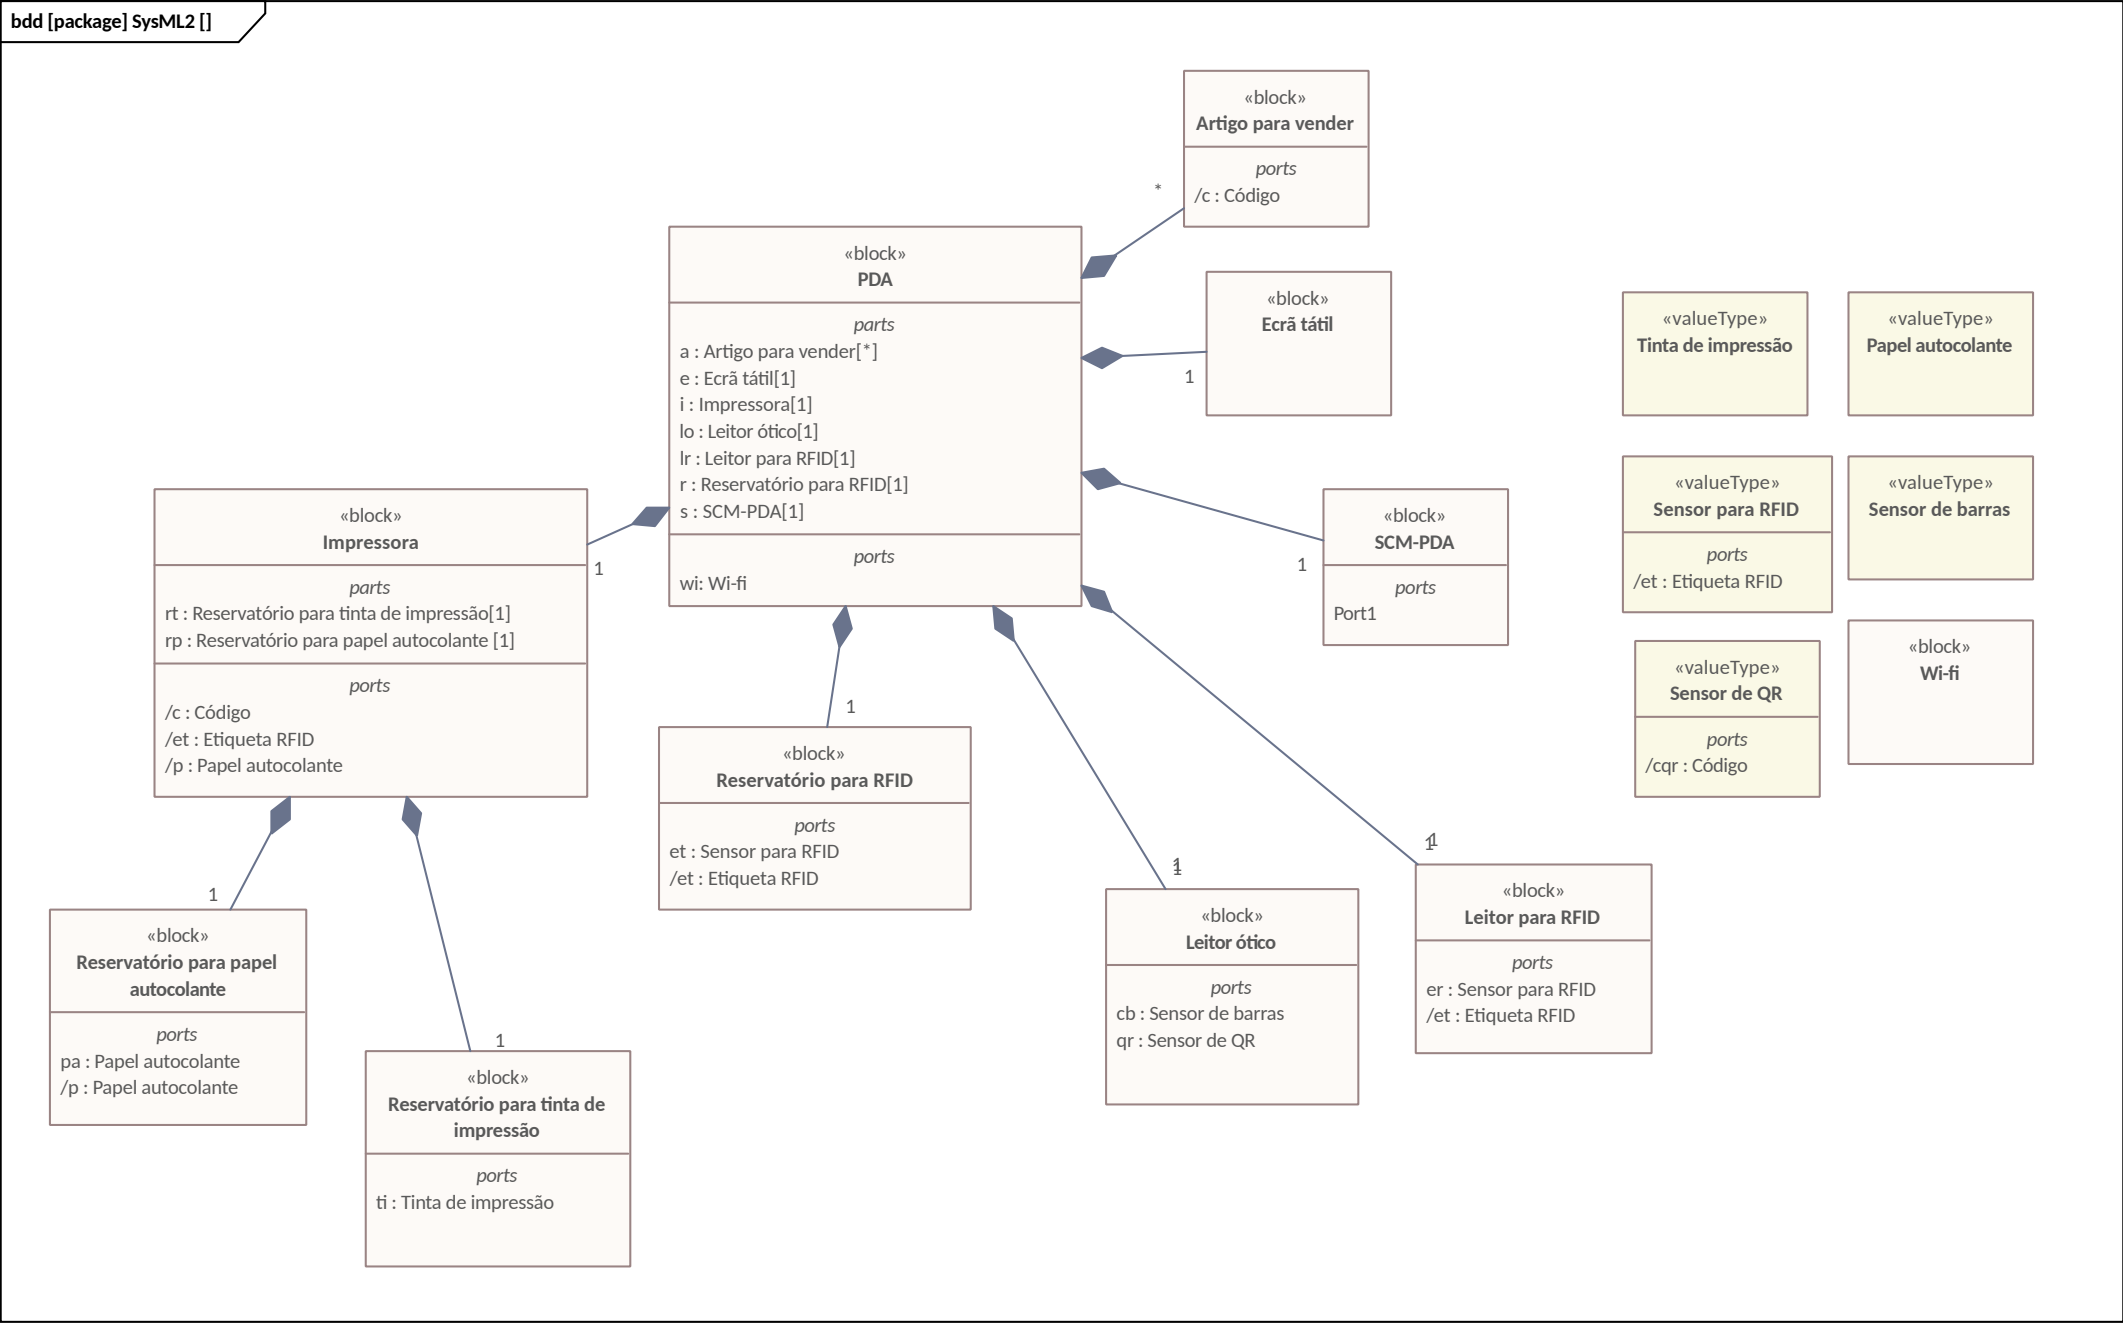 bdd [package] SysML2 []
«block»
Artigo para vender
ports
/c : Código
*
«block»
PDA
parts
a : Artigo para vender[*]
e : Ecrã tátil[1]
i : Impressora[1]
lo : Leitor ótico[1]
lr : Leitor para RFID[1]
r : Reservatório para RFID[1]
s : SCM-PDA[1]
ports
wi: Wi-fi
«block»
Ecrã tátil
1
«valueType»
Tinta de impressão
«valueType»
Papel autocolante
«valueType»
Sensor para RFID
ports
/et : Etiqueta RFID
«valueType»
Sensor de barras
«block»
SCM-PDA
ports
Port1
1
«valueType»
Sensor de QR
ports
/cqr : Código
«block»
Wi-fi
«block»
Impressora
parts
rt : Reservatório para tinta de impressão[1]
rp : Reservatório para papel autocolante [1]
ports
/c : Código
/et : Etiqueta RFID
/p : Papel autocolante
1
1
«block»
Reservatório para RFID
ports
et : Sensor para RFID
/et : Etiqueta RFID
1
1
«block»
Leitor ótico
ports
cb : Sensor de barras
qr : Sensor de QR
1
1
«block»
Leitor para RFID
ports
er : Sensor para RFID
/et : Etiqueta RFID
1
«block»
Reservatório para papel
autocolante
ports
pa : Papel autocolante
/p : Papel autocolante
1
«block»
Reservatório para tinta de
impressão
ports
ti : Tinta de impressão